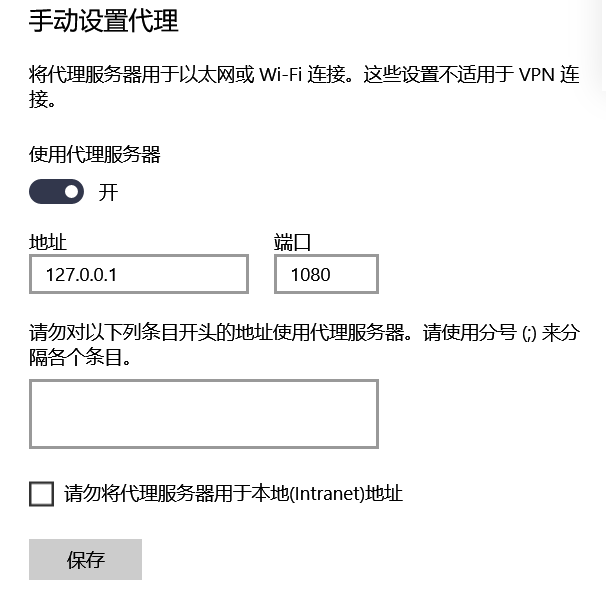 手动设置代理
将代理服务器用于以太网或 Wi-Fi 连接。这些设置不适用于 VPN 连
接。
使用代理服务器
开
地址 端口
127.0.0.1 1080
请勿对以下列条目开头的地址使用代理服务器。请使用分号 (;) 来分
隔各个条目。
请勿将代理服务器用于本地(Intranet)地址
保存